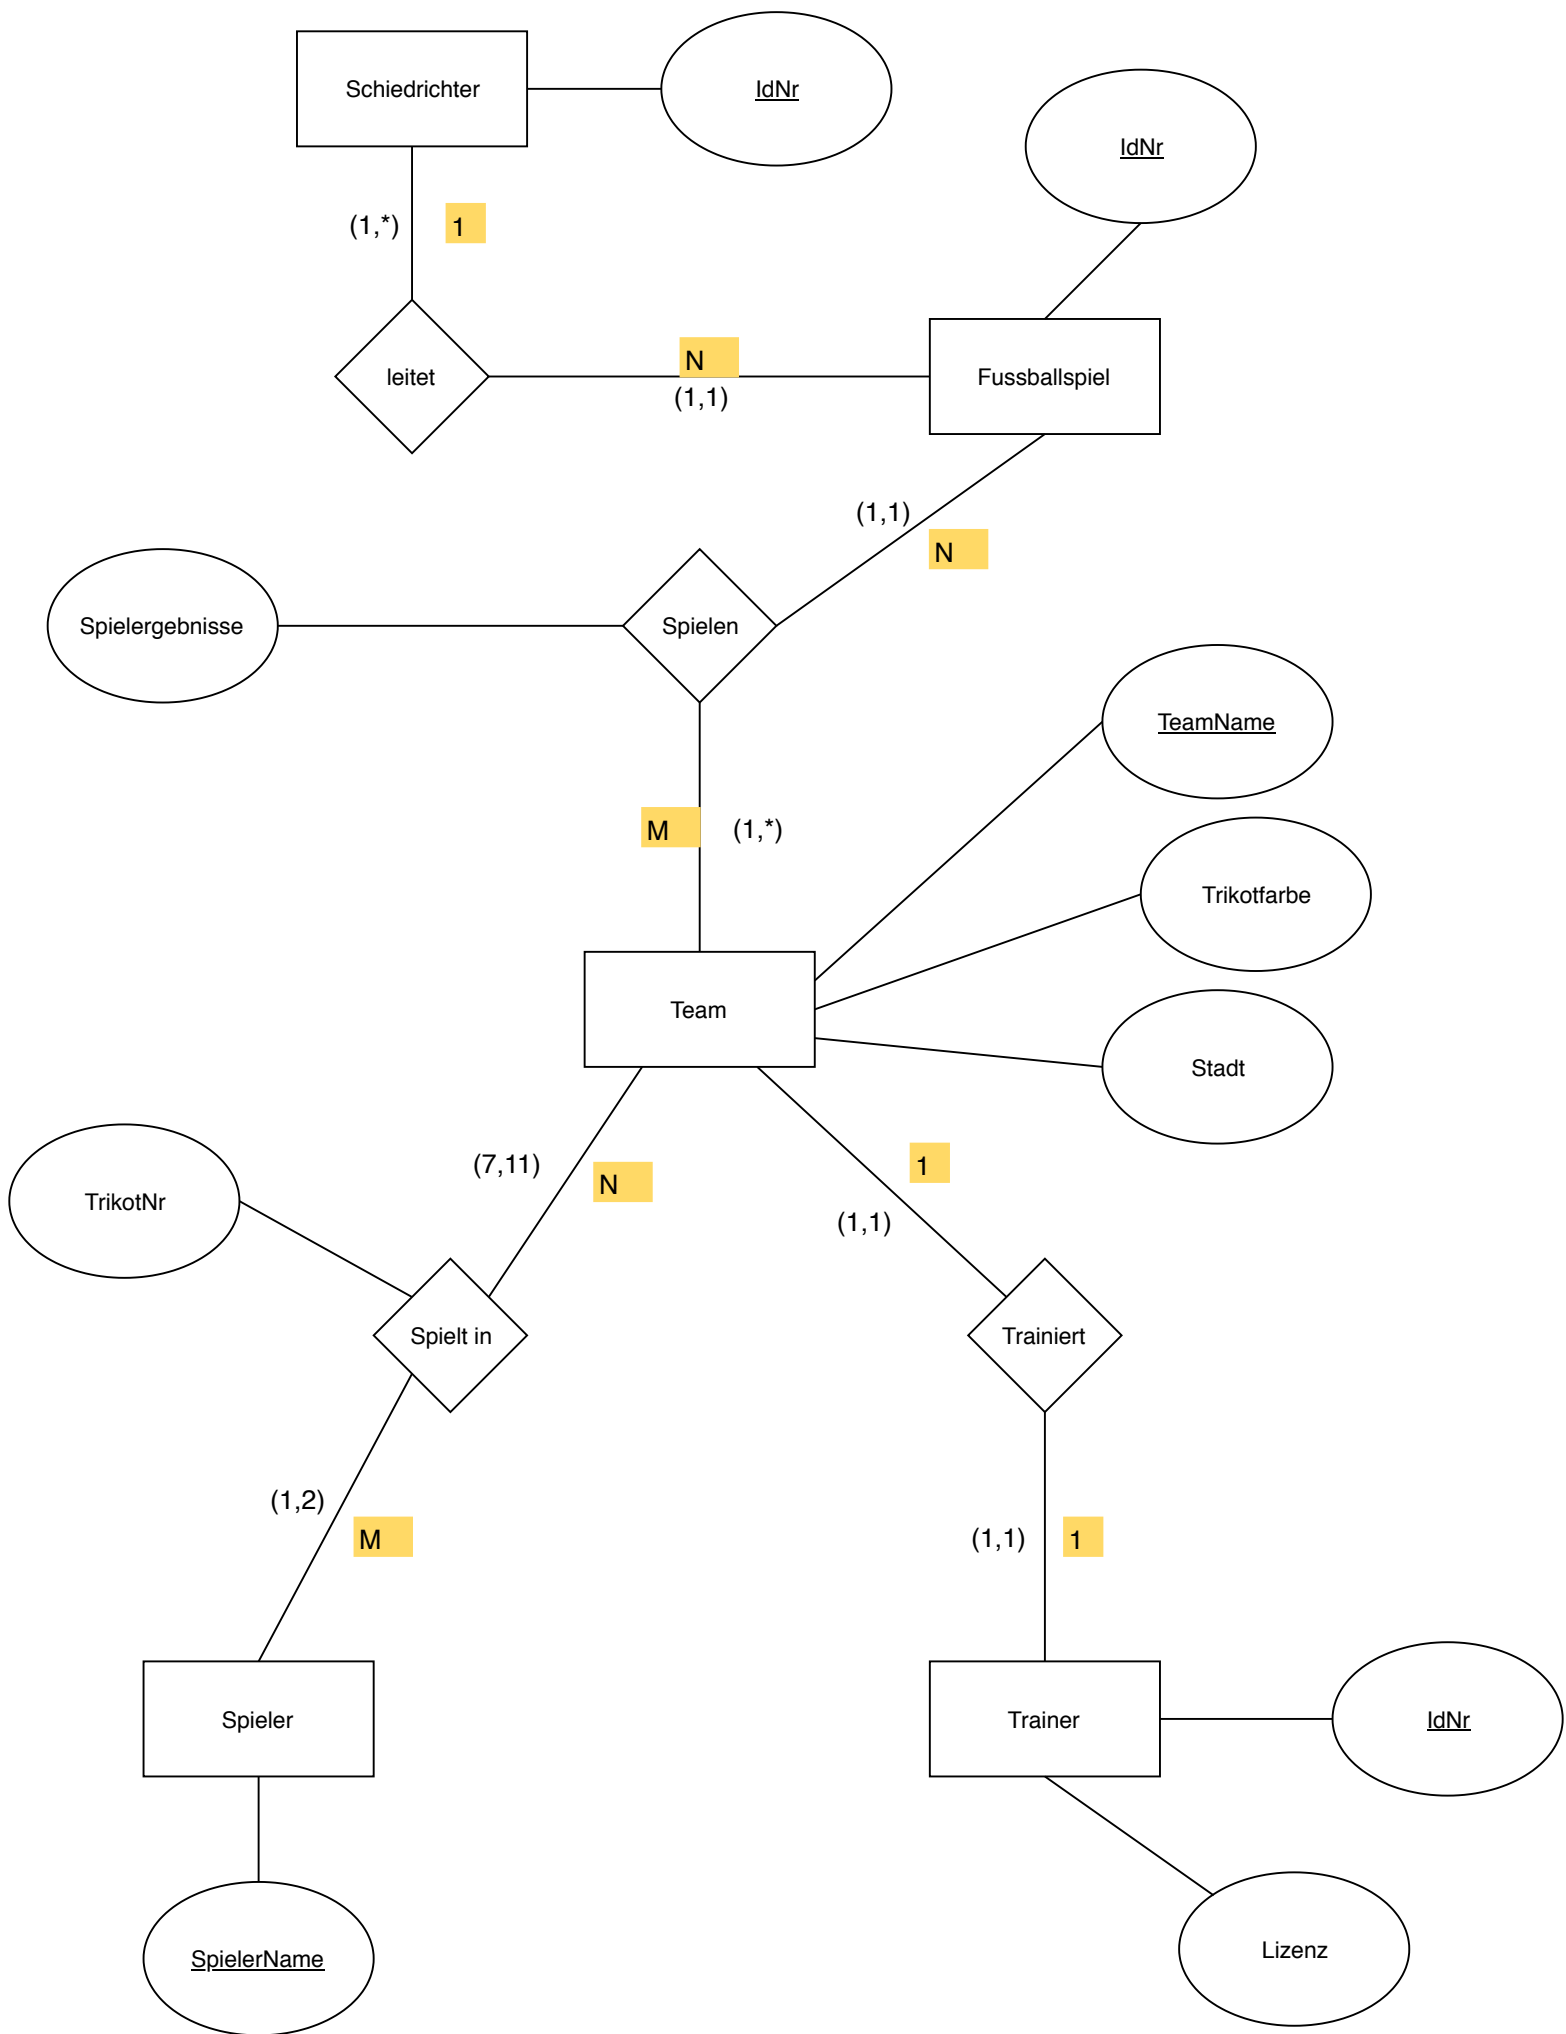 Schiedrichter
IdNr
IdNr
(1,*)
1
leitet
N
(1,1)
Fussballspiel
(1,1)
N
Spielergebnisse
Spielen
TeamName
M
(1,*)
Trikotfarbe
Team
Stadt
(7,11)
N
1
(1,1)
TrikotNr
Spielt in
Trainiert
(1,2)
M
(1,1)
1
Spieler
Trainer
IdNr
SpielerName
Lizenz